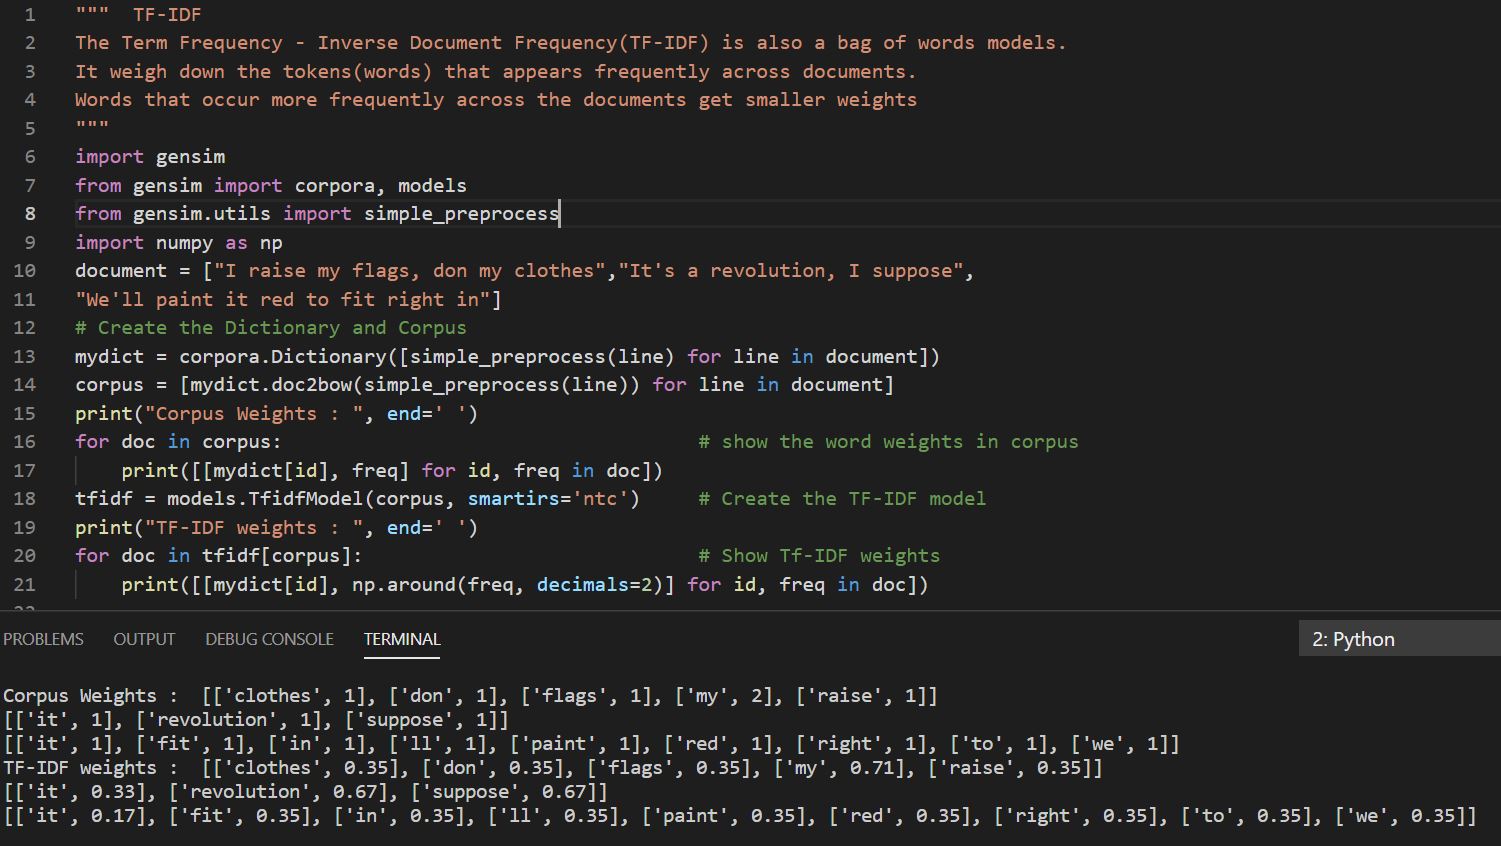 1 """  TF-IDF
2 The Term Frequency - Inverse Document Frequency(TF-IDF) is also a bag of words models.
3 It weigh down the tokens(words) that appears frequently across documents.
4 Words that occur more frequently across the documents get smaller weights
5 """
6 import gensim
7 from gensim import corpora, models
8 from gensim.utils import simple_preprocess
9 import numpy as np
10 document = ["I raise my flags, don my clothes","It's a revolution, I suppose",
11 "We'll paint it red to fit right in"]
12 # Create the Dictionary and Corpus
13 mydict = corpora.Dictionary([simple_preprocess(line) for line in document])
14 corpus = [mydict.doc2bow(simple_preprocess(line)) for line in document]
15 print("Corpus Weights : ", end=' ')
16 for doc in corpus:                                    # show the word weights in corpus
17     print([[mydict[id], freq] for id, freq in doc])
18 tfidf = models.TfidfModel(corpus, smartirs='ntc')     # Create the TF-IDF model
19 print("TF-IDF weights : ", end=' ')
20 for doc in tfidf[corpus]:                             # Show Tf-IDF weights
21     print([[mydict[id], np.around(freq, decimals=2)] for id, freq in doc])
PROBLEMS OUTPUT DEBUG CONSOLE TERMINAL 2: Python
Corpus Weights :  [['clothes', 1], ['don', 1], ['flags', 1], ['my', 2], ['raise', 1]]
[['it', 1], ['revolution', 1], ['suppose', 1]]
[['it', 1], ['fit', 1], ['in', 1], ['ll', 1], ['paint', 1], ['red', 1], ['right', 1], ['to', 1], ['we', 1]]
TF-IDF weights :  [['clothes', 0.35], ['don', 0.35], ['flags', 0.35], ['my', 0.71], ['raise', 0.35]]
[['it', 0.33], ['revolution', 0.67], ['suppose', 0.67]]
[['it', 0.17], ['fit', 0.35], ['in', 0.35], ['ll', 0.35], ['paint', 0.35], ['red', 0.35], ['right', 0.35], ['to', 0.35], ['we', 0.35]]